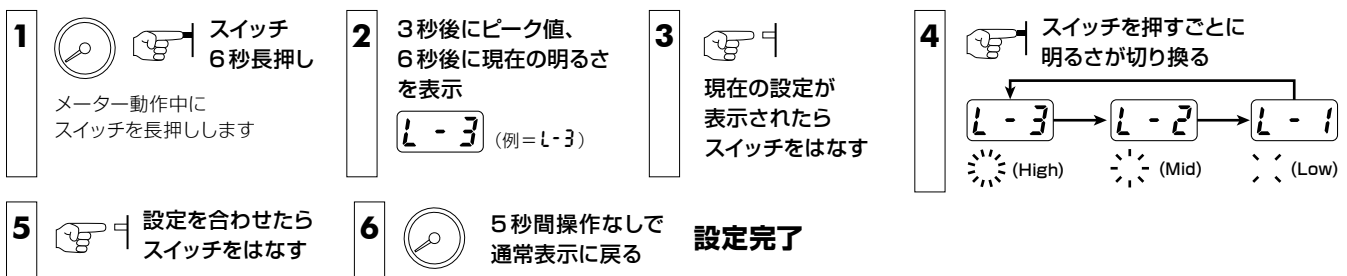 1
スイッチ
6秒長押し
メーター動作中に
スイッチを長押しします
2
3秒後にピーク値、
6秒後に現在の明るさ
を表示
L - 3 (例=L-3)
3
現在の設定が
表示されたら
スイッチをはなす
4
スイッチを押すごとに
明るさが切り換る
L - 3 L - 2 L - 1
(High) (Mid) (Low)
5
設定を合わせたら
スイッチをはなす
6
5秒間操作なしで
通常表示に戻る
設定完了